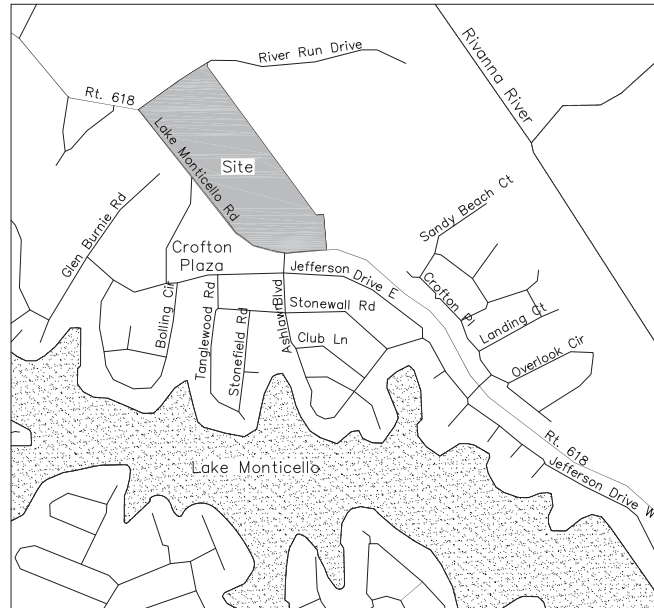 River Run Drive
Rivanna River
Rt. 618
Lake Monticello Rd
Site
Sandy Beach Ct
Glen Burnie Rd
Crofton
Plaza
Jefferson Drive E
Crofton Pl
Bolling Cir
Tanglewood Rd
Stonefield Rd
Ashlawn Blvd
Stonewall Rd
Club Ln
Landing Ct
Overlook Cir
Rt. 618
Lake Monticello
Jefferson Drive W